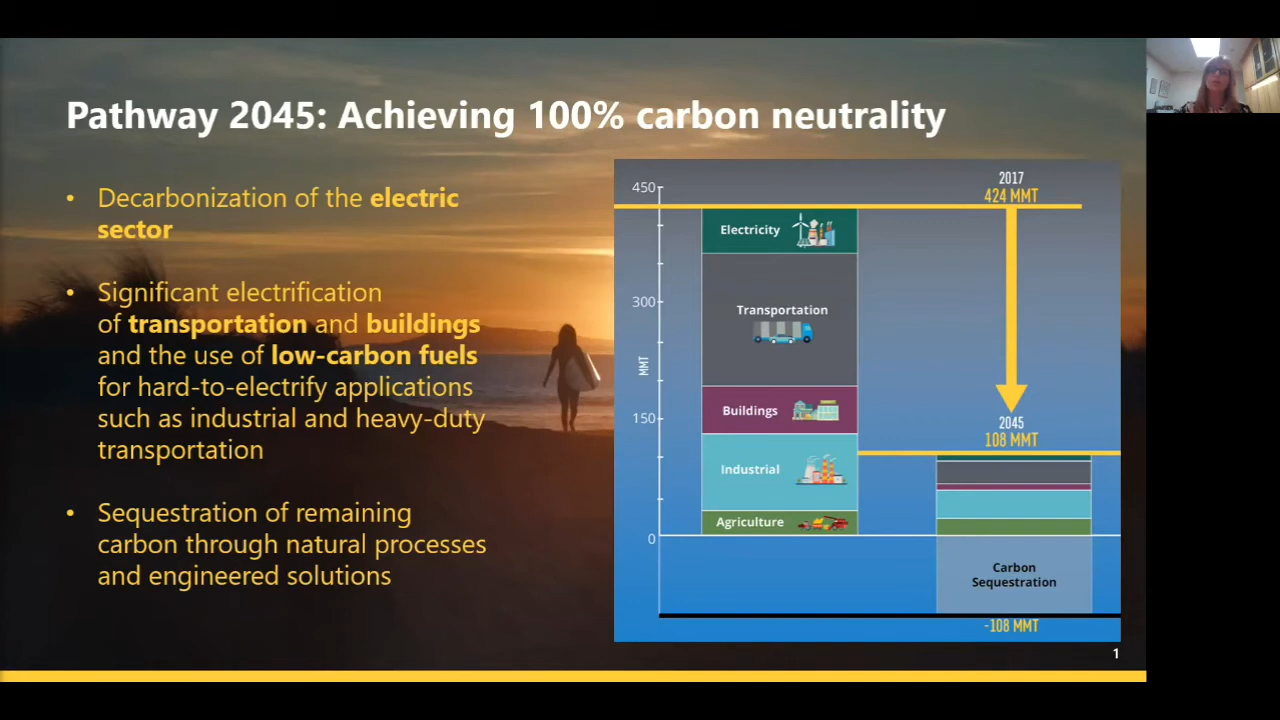 Pathway 2045: Achieving 100% carbon neutrality
• Decarbonization of the electric
sector
• Significant electrification
of transportation and buildings
and the use of low-carbon fuels
for hard-to-electrify applications
such as industrial and heavy-duty
transportation
• Sequestration of remaining
carbon through natural processes
and engineered solutions
450
300
MMT
150
0
Electricity
Transportation
Buildings
Industrial
Agriculture
2017
424 MMT
2045
108 MMT
Carbon
Sequestration
-108 MMT
1